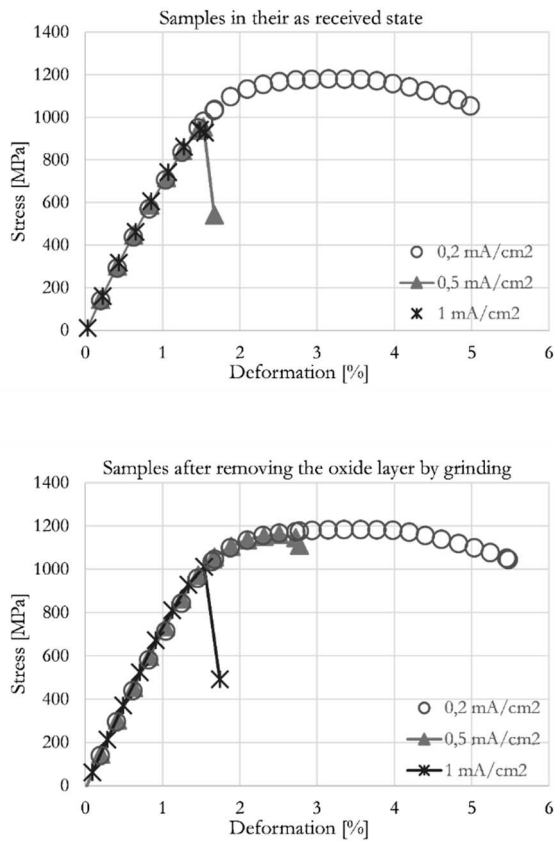 Samples in their as received state
1400
1200
1000
800
600
400
200
0
Stress [MPa]
0,2 mA/cm2
0,5 mA/cm2
1 mA/cm2
0 1 2 3 4 5 6
Deformation [%]
Samples after removing the oxide layer by grinding
1400
1200
1000
800
600
400
200
0
Stress [MPa]
0,2 mA/cm2
0,5 mA/cm2
1 mA/cm2
0 1 2 3 4 5 6
Deformation [%]